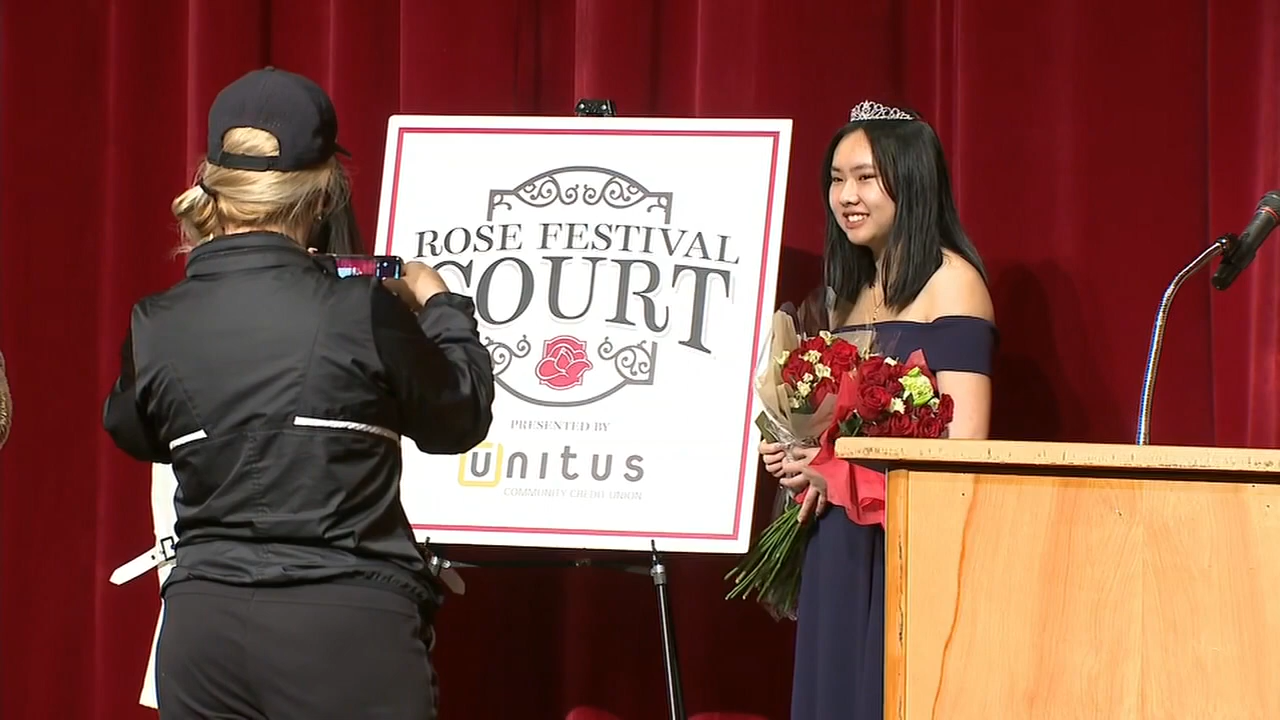 ROSE FESTIVAL
COURT
PRESENTED BY
unitus
COMMUNITY CREDIT UNION